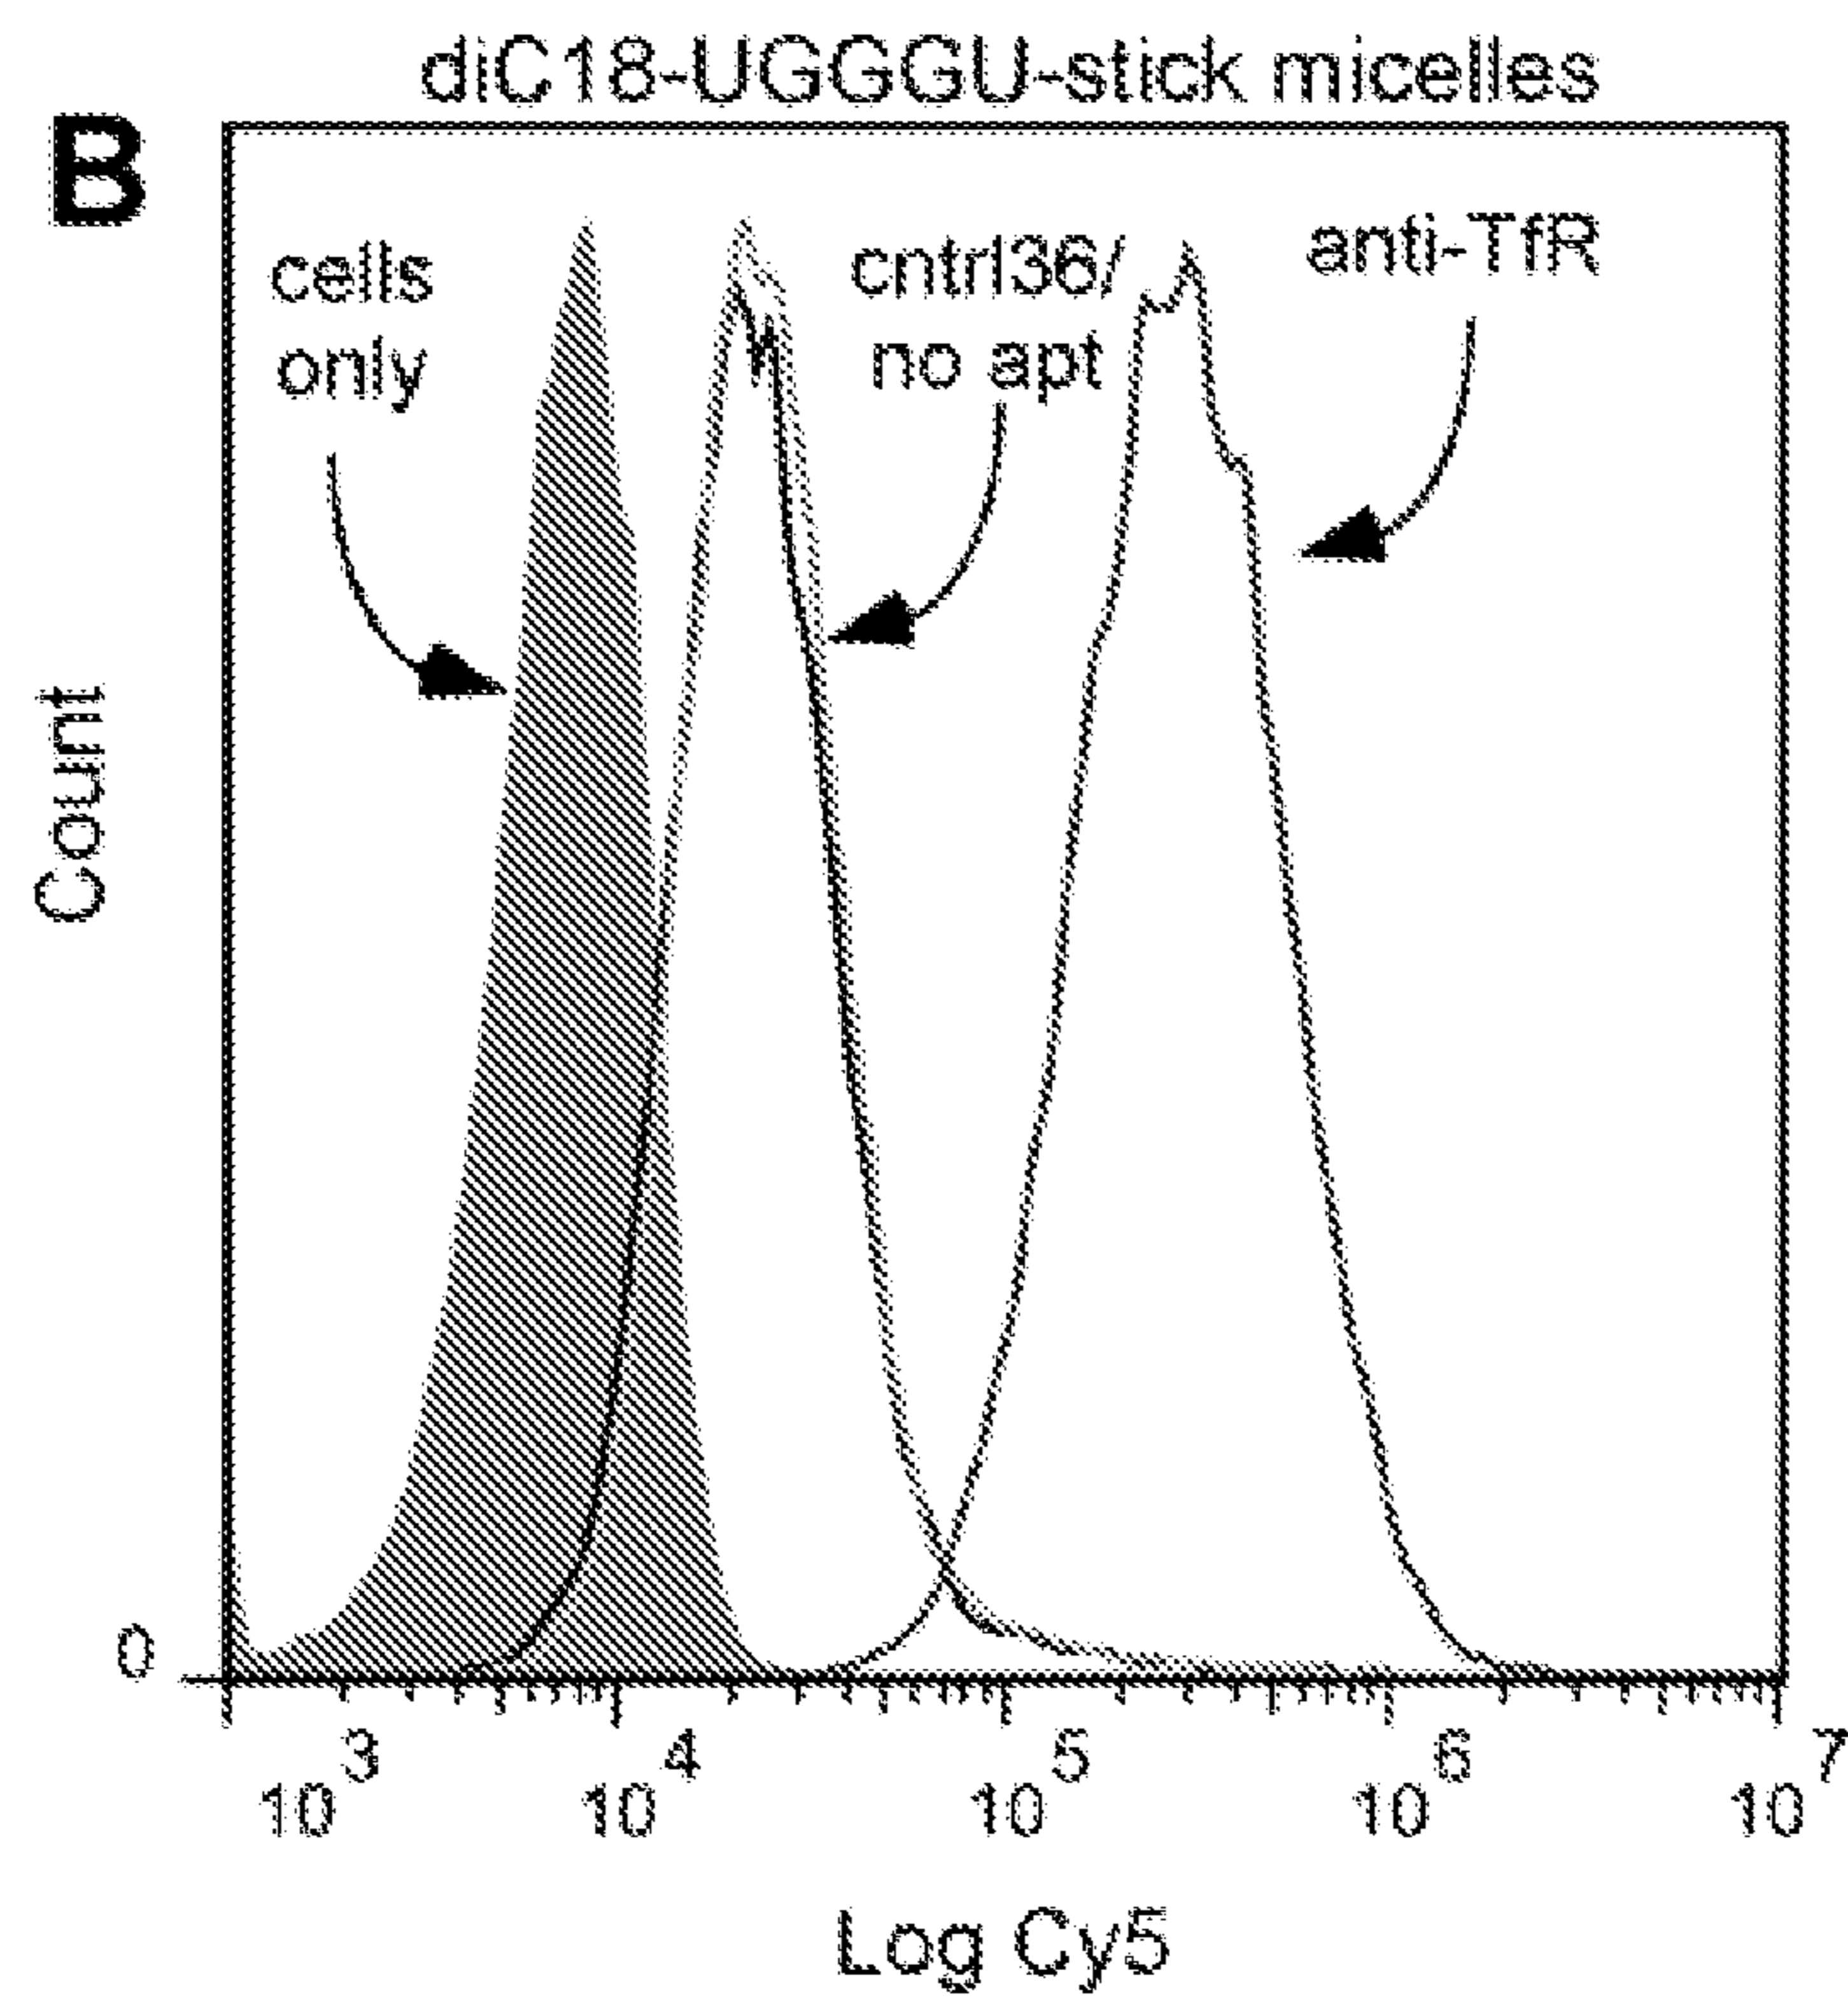 diC18-UGGGU-stick micelles
B
cells
only
cntrl36/
no apt
anti-TfR
Count
0
10^3 10^4 10^5 10^6 10^7
Log Cy5